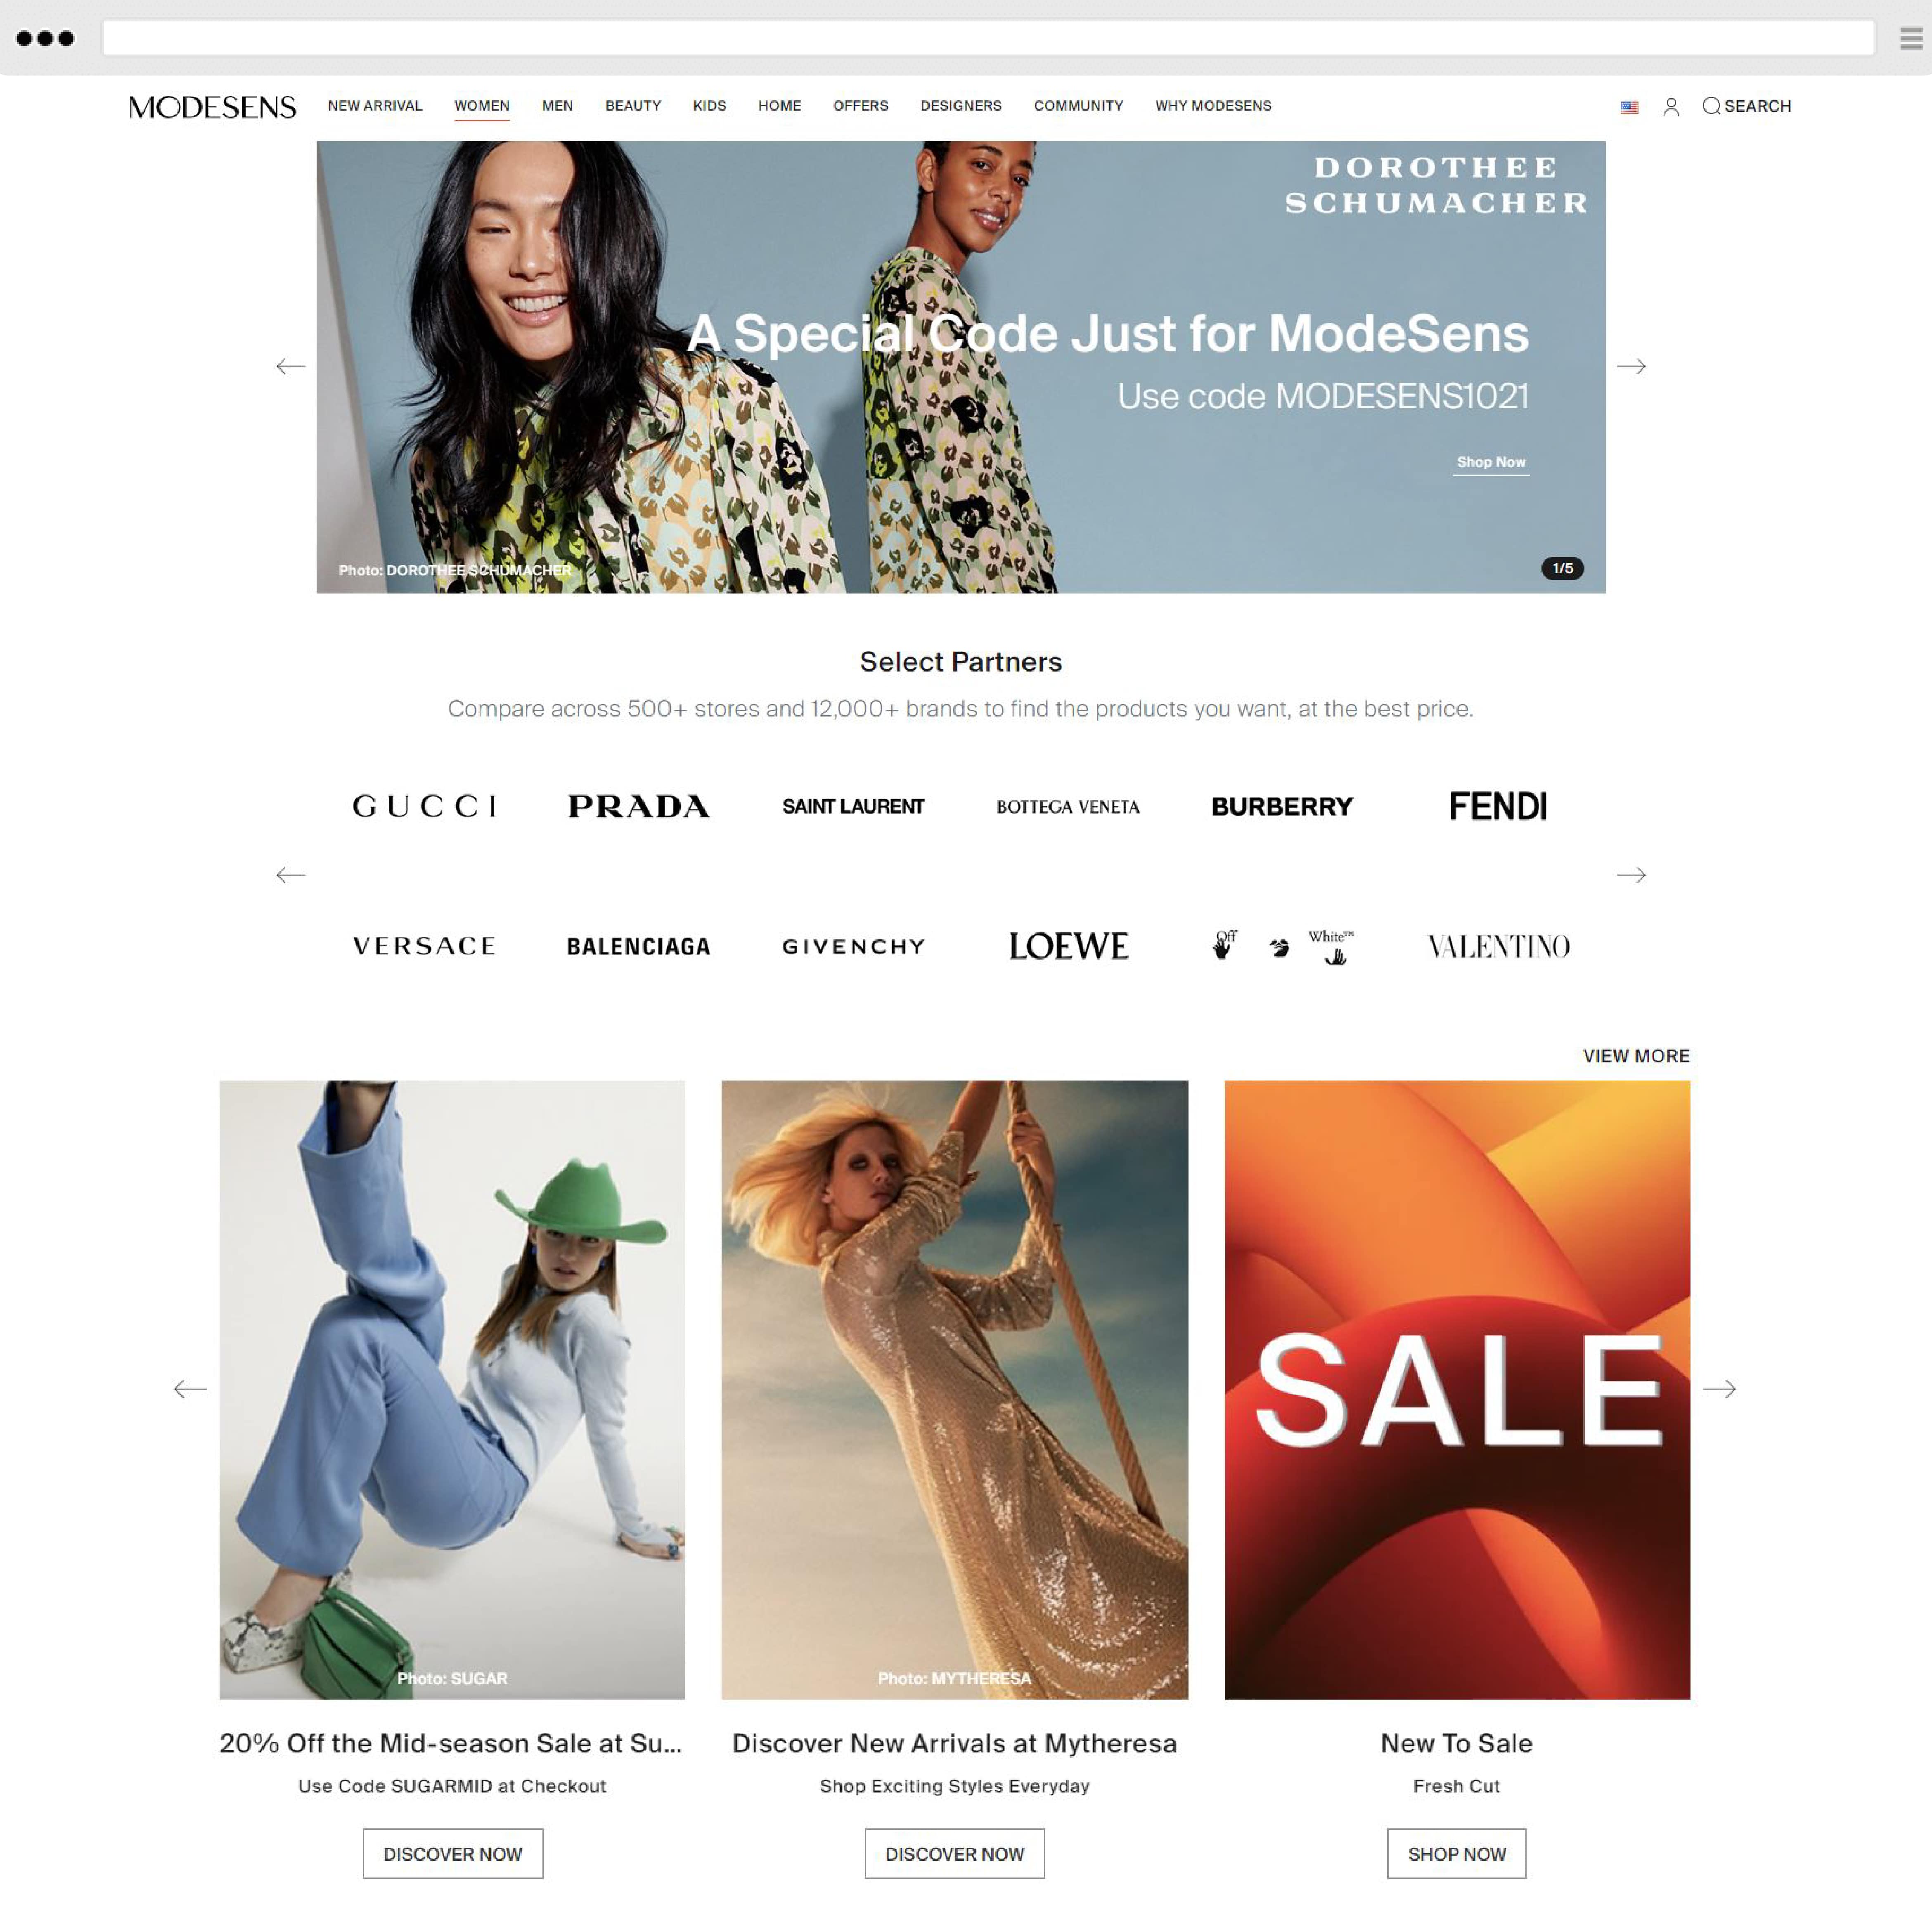 MODESENS NEW ARRIVAL WOMEN MEN BEAUTY KIDS HOME OFFERS DESIGNERS COMMUNITY WHY MODESENS SEARCH
DOROTHEE
SCHUMACHER
A Special Code Just for ModeSens
Use code MODESENS1021
Shop Now
Photo: DOROTHEE SCHUMACHER
1/5
Select Partners
Compare across 500+ stores and 12,000+ brands to find the products you want, at the best price.
GUCCI PRADA SAINT LAURENT BOTTEGA VENETA BURBERRY FENDI
VERSACE BALENCIAGA GIVENCHY LOEWE Off White™ VALENTINO
VIEW MORE
SALE
Photo: SUGAR
Photo: MYTHERESA
20% Off the Mid-season Sale at Su...
Use Code SUGARMID at Checkout
DISCOVER NOW
Discover New Arrivals at Mytheresa
Shop Exciting Styles Everyday
DISCOVER NOW
New To Sale
Fresh Cut
SHOP NOW